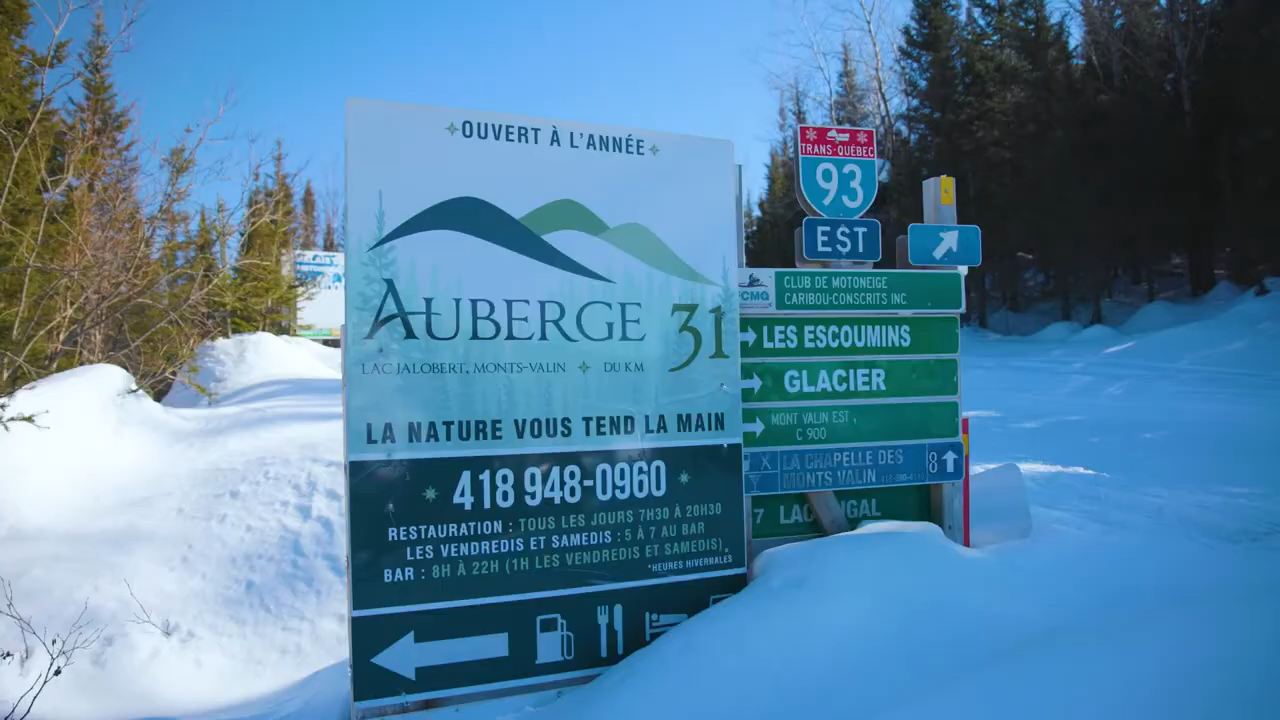 OUVERT À L'ANNÉE
AUBERGE 31
LAC JALOBERT, MONTS-VALIN DU KM
LA NATURE VOUS TEND LA MAIN
418 948-0960
RESTAURATION : TOUS LES JOURS 7H30 À 20H30
LES VENDREDIS ET SAMEDIS : 5 À 7 AU BAR
BAR : 8H À 22H (1H LES VENDREDIS ET SAMEDIS)*
*HEURES HIVERNALES
TRANS-QUÉBEC
93
EST
FCMQ
CLUB DE MOTONEIGE
CARIBOU-CONSCRITS INC.
LES ESCOUMINS
GLACIER
MONT VALIN EST,
C 900
LA CHAPELLE DES
MONTS VALIN
8
7